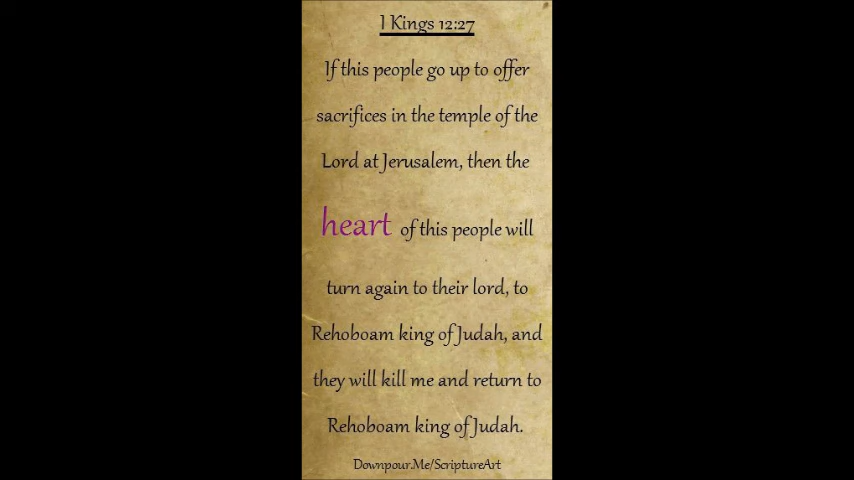 1 Kings 12:27
If this people go up to offer
sacrifices in the temple of the
Lord at Jerusalem, then the
heart of this people will
turn again to their lord, to
Rehoboam king of Judah, and
they will kill me and return to
Rehoboam king of Judah.
Downpour.Me/ScriptureArt